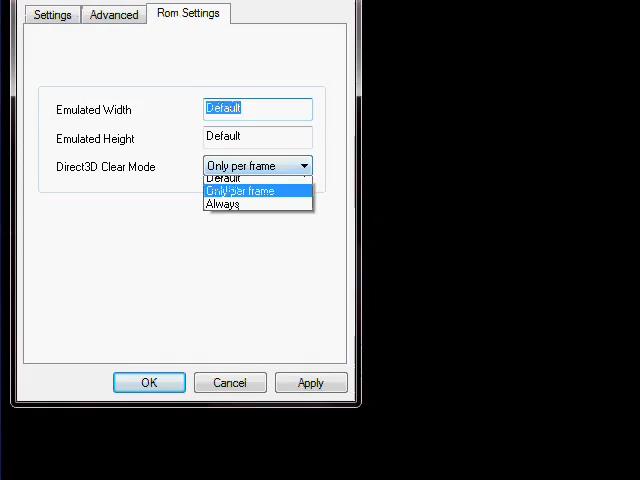 Settings
Advanced
Rom Settings
Emulated Width
Default
Emulated Height
Default
Direct3D Clear Mode
Only per frame
Default
Only per frame
Always
OK
Cancel
Apply